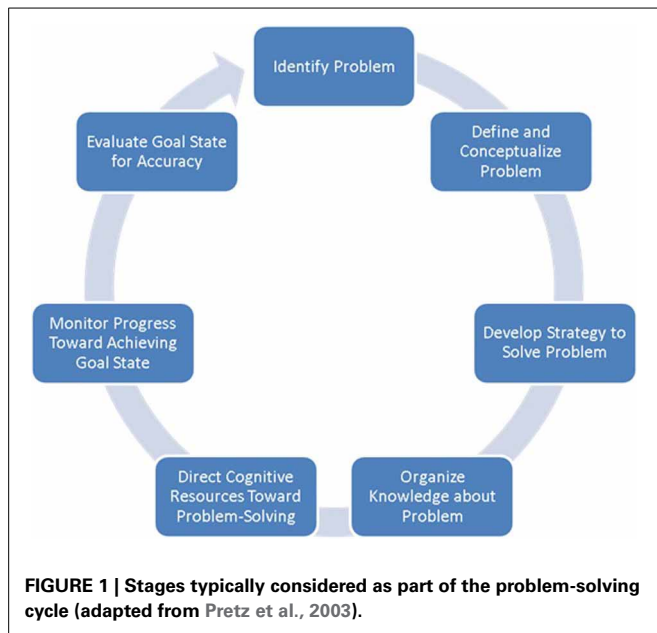 Identify Problem
Define and
Conceptualize
Problem
Develop Strategy to
Solve Problem
Organize
Knowledge about
Problem
Direct Cognitive
Resources Toward
Problem-Solving
Monitor Progress
Toward Achieving
Goal State
Evaluate Goal State
for Accuracy
FIGURE 1 | Stages typically considered as part of the problem-solving
cycle (adapted from Pretz et al., 2003).